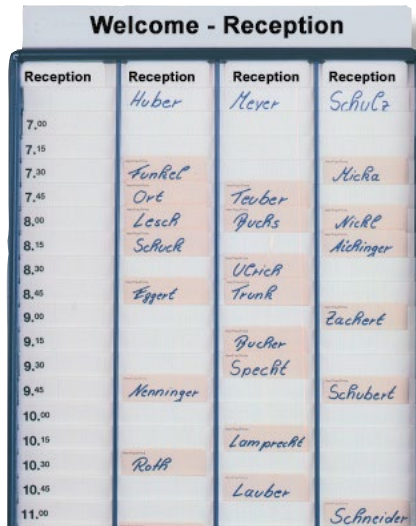 Welcome - Reception
Reception Reception Reception Reception
Huber Meyer Schulz
7.00
7.15
7.30 Funkel Micka
7.45 Ort Teuber
8.00 Lesch Buchs Nickl
8.15 Schuck Aichinger
8.30 Ulrich
8.45 Eggert Trunk
9.00 Zachert
9.15 Bucher
9.30 Specht
9.45 Nenninger Schubert
10.00
10.15 Lamprecht
10.30 Roth
10.45 Lauber
11.00 Schneider